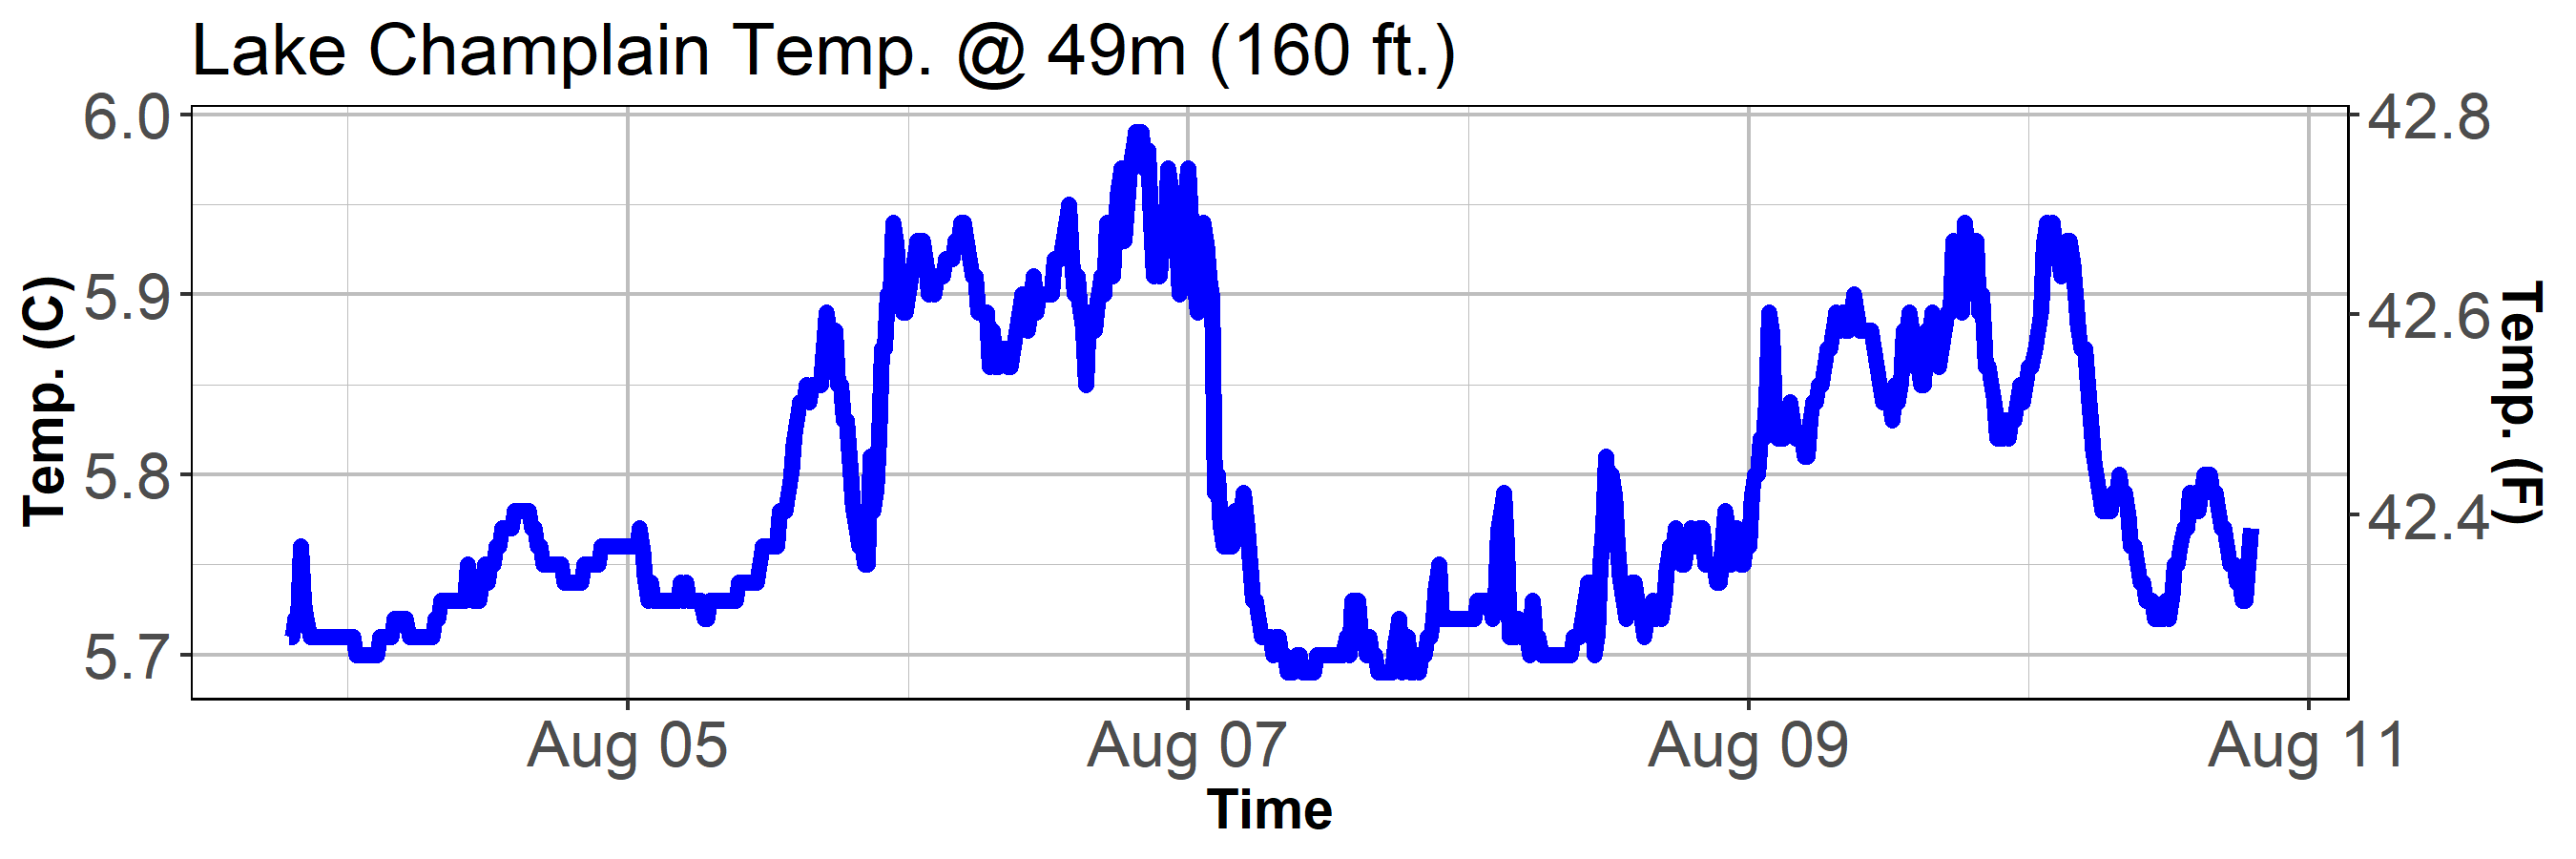 Lake Champlain Temp. @ 49m (160 ft.)
6.0
5.9
5.8
5.7
Temp. (C)
42.8
42.6
42.4
Temp. (F)
Aug 05 Aug 07 Aug 09 Aug 11
Time